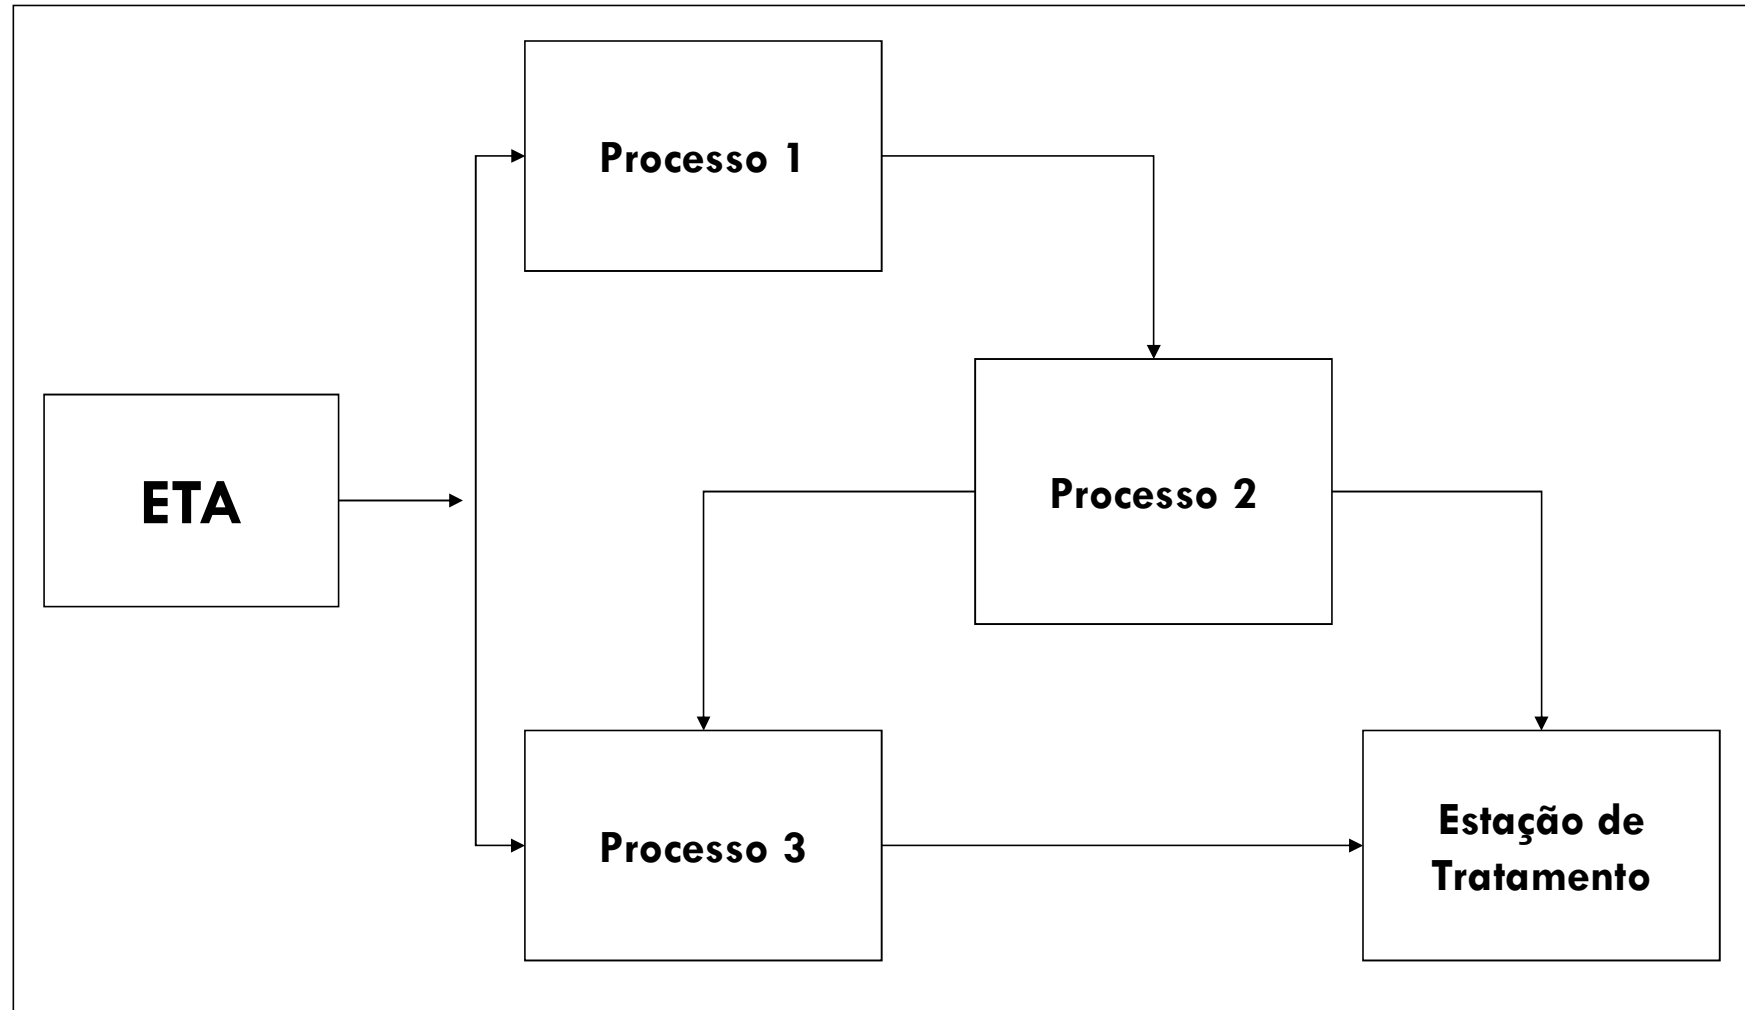 Processo 1
ETA
Processo 2
Processo 3
Estação de
Tratamento